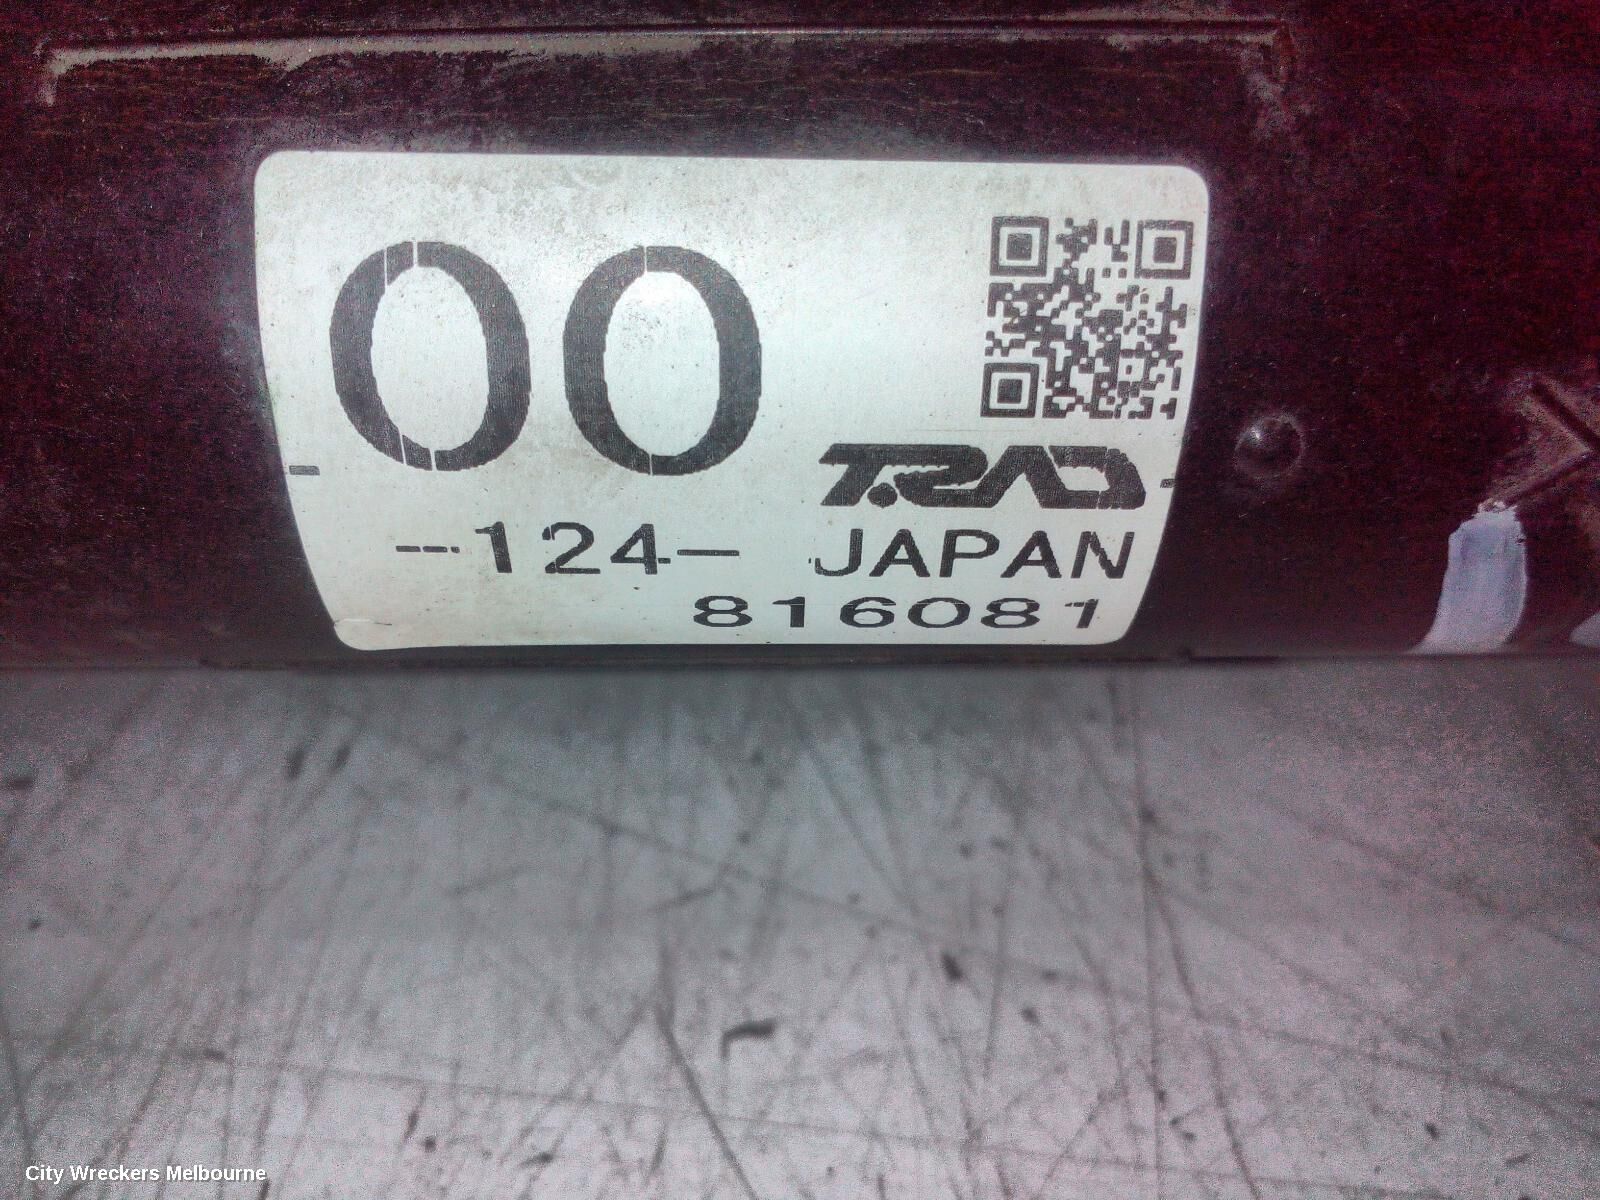 00
T.RAD
-124- JAPAN
816081
City Wreckers Melbourne